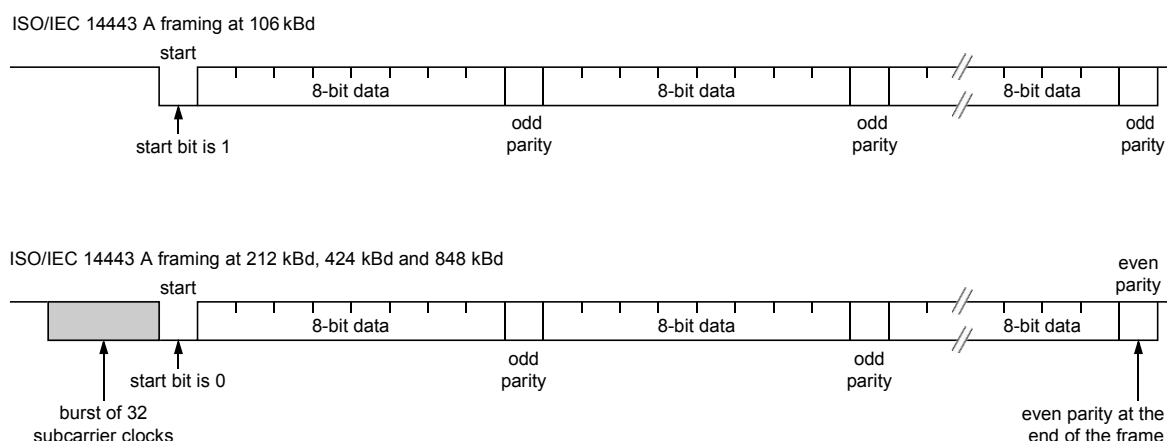 ISO/IEC 14443 A framing at 106 kBd
start
8-bit data
8-bit data
8-bit data
odd
parity
odd
parity
odd
parity
start bit is 1
ISO/IEC 14443 A framing at 212 kBd, 424 kBd and 848 kBd
even
parity
start
8-bit data
8-bit data
8-bit data
odd
parity
odd
parity
start bit is 0
burst of 32
subcarrier clocks
even parity at the
end of the frame